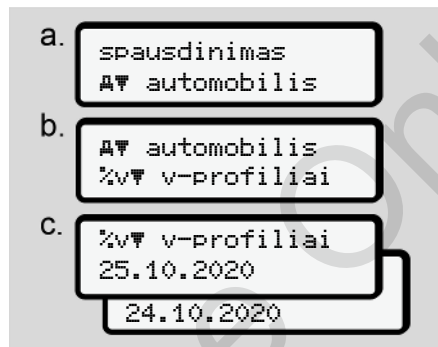 a.
spausdinimas
A▼ automobilis
b.
A▼ automobilis
%v▼ v-profiliai
c.
%v▼ v-profiliai
25.10.2020
24.10.2020